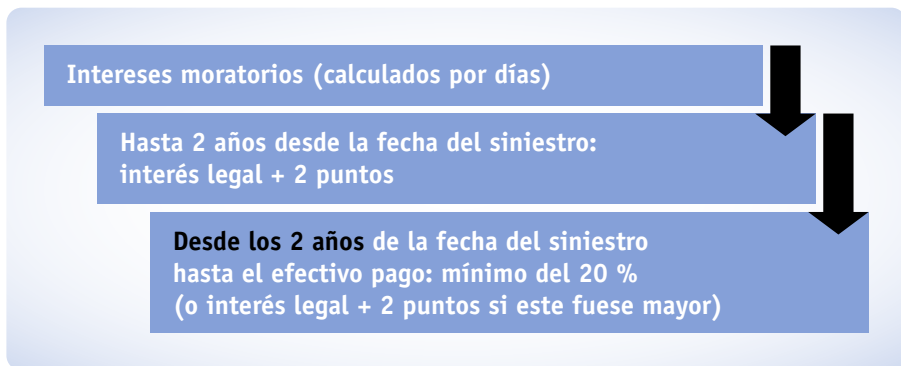 Intereses moratorios (calculados por días)
Hasta 2 años desde la fecha del siniestro:
interés legal + 2 puntos
Desde los 2 años de la fecha del siniestro
hasta el efectivo pago: mínimo del 20 %
(o interés legal + 2 puntos si este fuese mayor)